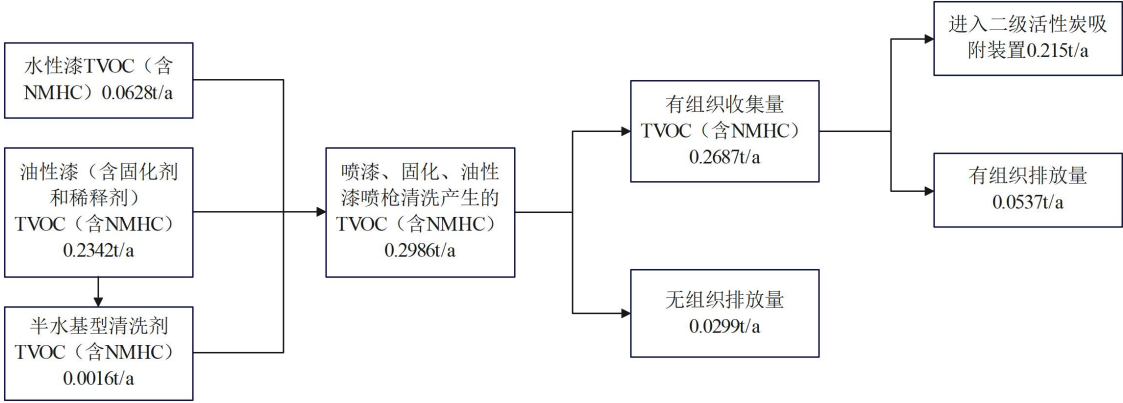 水性漆TVOC（含
NMHC）0.0628t/a
油性漆（含固化剂
和稀释剂）
TVOC（含NMHC）
0.2342t/a
半水基型清洗剂
TVOC（含NMHC）
0.0016t/a
喷漆、固化、油性
漆喷枪清洗产生的
TVOC（含NMHC）
0.2986t/a
有组织收集量
TVOC（含NMHC）
0.2687t/a
无组织排放量
0.0299t/a
进入二级活性炭吸
附装置0.215t/a
有组织排放量
0.0537t/a